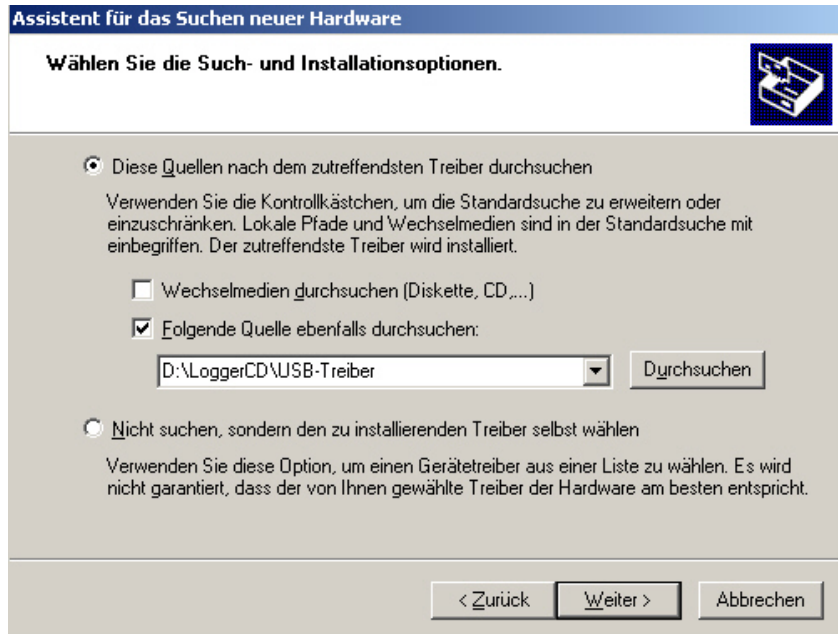 Assistent für das Suchen neuer Hardware
Wählen Sie die Such- und Installationsoptionen.
Diese Quellen nach dem zutreffendsten Treiber durchsuchen
Verwenden Sie die Kontrollkästchen, um die Standardsuche zu erweitern oder
einzuschränken. Lokale Pfade und Wechselmedien sind in der Standardsuche mit
einbegriffen. Der zutreffendste Treiber wird installiert.
Wechselmedien durchsuchen (Diskette, CD,...)
Folgende Quelle ebenfalls durchsuchen:
D:\LoggerCD\USB-Treiber
Durchsuchen
Nicht suchen, sondern den zu installierenden Treiber selbst wählen
Verwenden Sie diese Option, um einen Gerätetreiber aus einer Liste zu wählen. Es wird
nicht garantiert, dass der von Ihnen gewählte Treiber der Hardware am besten entspricht.
< Zurück
Weiter >
Abbrechen